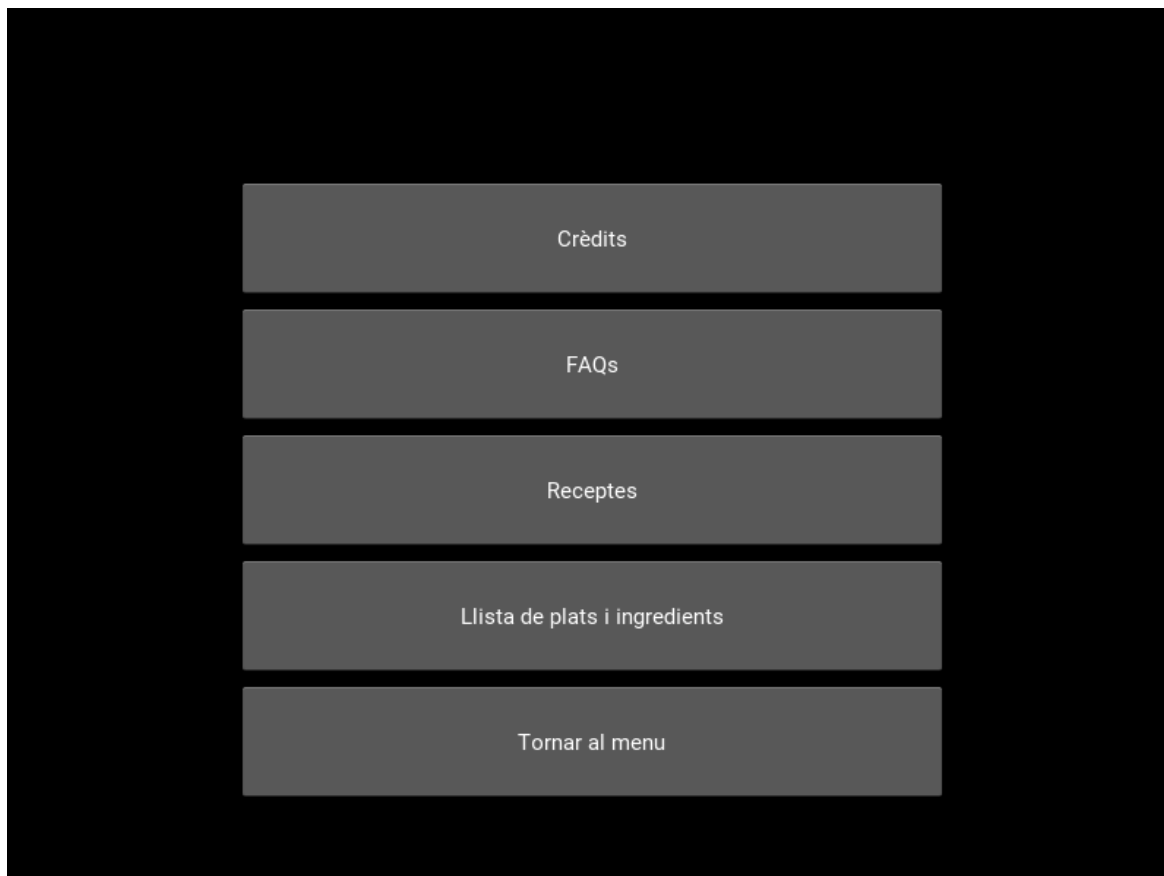 Crèdits
FAQs
Receptes
Llista de plats i ingredients
Tornar al menu